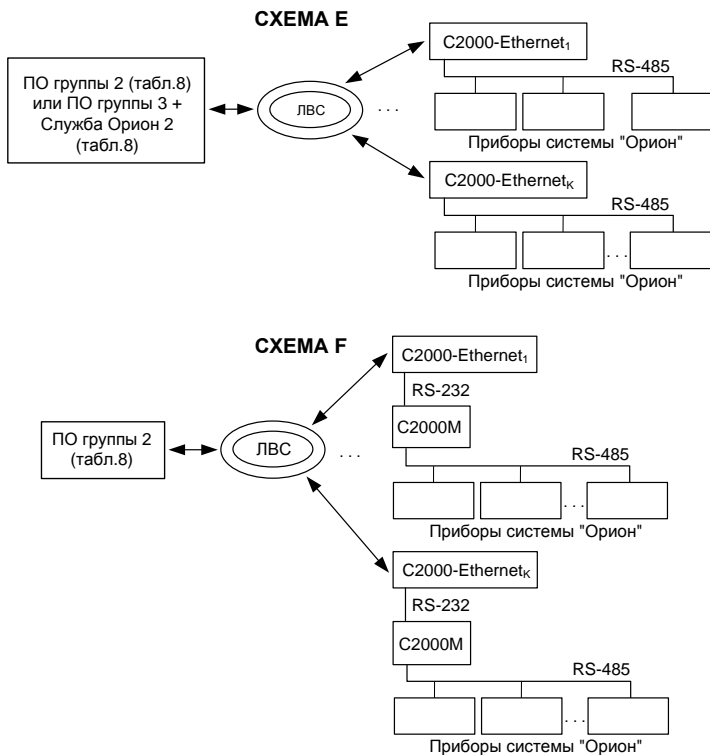 СХЕМА E
ПО группы 2 (табл.8)
или ПО группы 3 +
Служба Орион 2
(табл.8)
ЛВС
. . .
С2000-Ethernet₁
RS-485
Приборы системы "Орион"
С2000-Ethernetₖ
RS-485
. . .
Приборы системы "Орион"
СХЕМА F
ПО группы 2
(табл.8)
ЛВС
. . .
С2000-Ethernet₁
RS-232
С2000М
RS-485
. . .
Приборы системы "Орион"
С2000-Ethernetₖ
RS-232
С2000М
RS-485
. . .
Приборы системы "Орион"